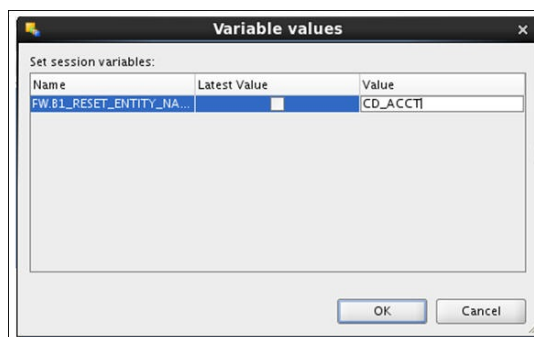 Variable values
Set session variables:
Name Latest Value Value
FW.B1_RESET_ENTITY_NA... CD_ACCT
OK Cancel